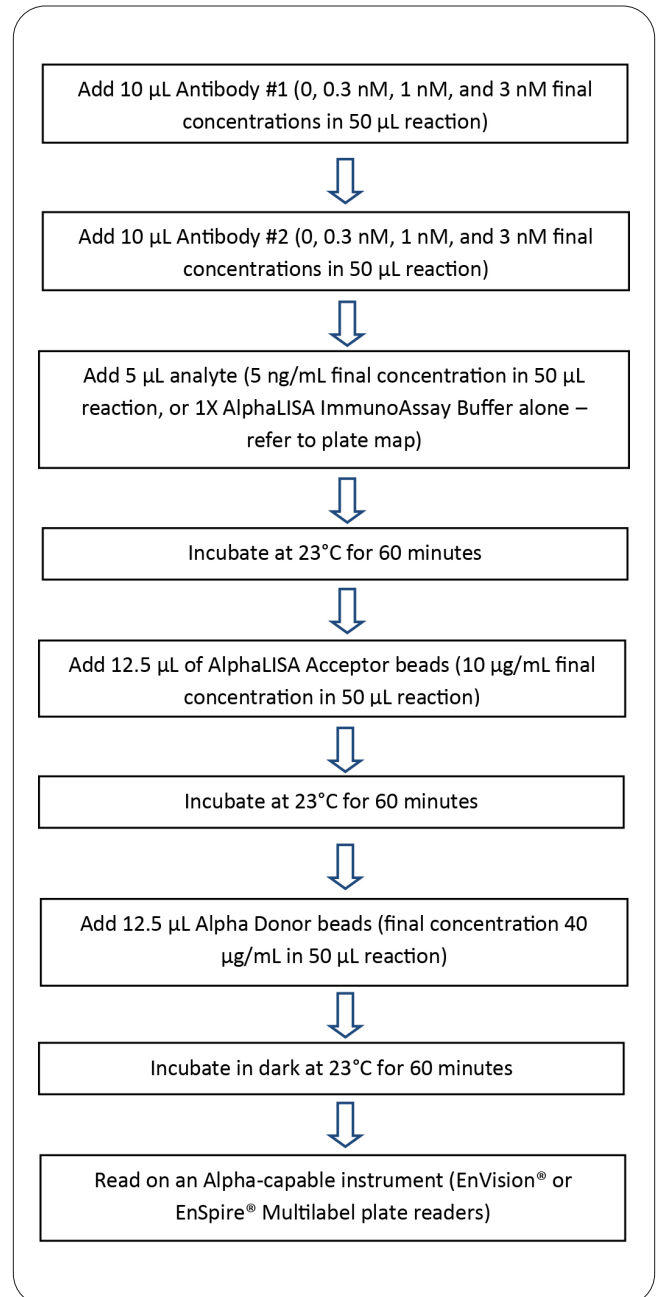 Add 10 µL Antibody #1 (0, 0.3 nM, 1 nM, and 3 nM final
concentrations in 50 µL reaction)
Add 10 µL Antibody #2 (0, 0.3 nM, 1 nM, and 3 nM final
concentrations in 50 µL reaction)
Add 5 µL analyte (5 ng/mL final concentration in 50 µL
reaction, or 1X AlphaLISA ImmunoAssay Buffer alone –
refer to plate map)
Incubate at 23°C for 60 minutes
Add 12.5 µL of AlphaLISA Acceptor beads (10 µg/mL final
concentration in 50 µL reaction)
Incubate at 23°C for 60 minutes
Add 12.5 µL Alpha Donor beads (final concentration 40
µg/mL in 50 µL reaction)
Incubate in dark at 23°C for 60 minutes
Read on an Alpha-capable instrument (EnVision® or
EnSpire® Multilabel plate readers)